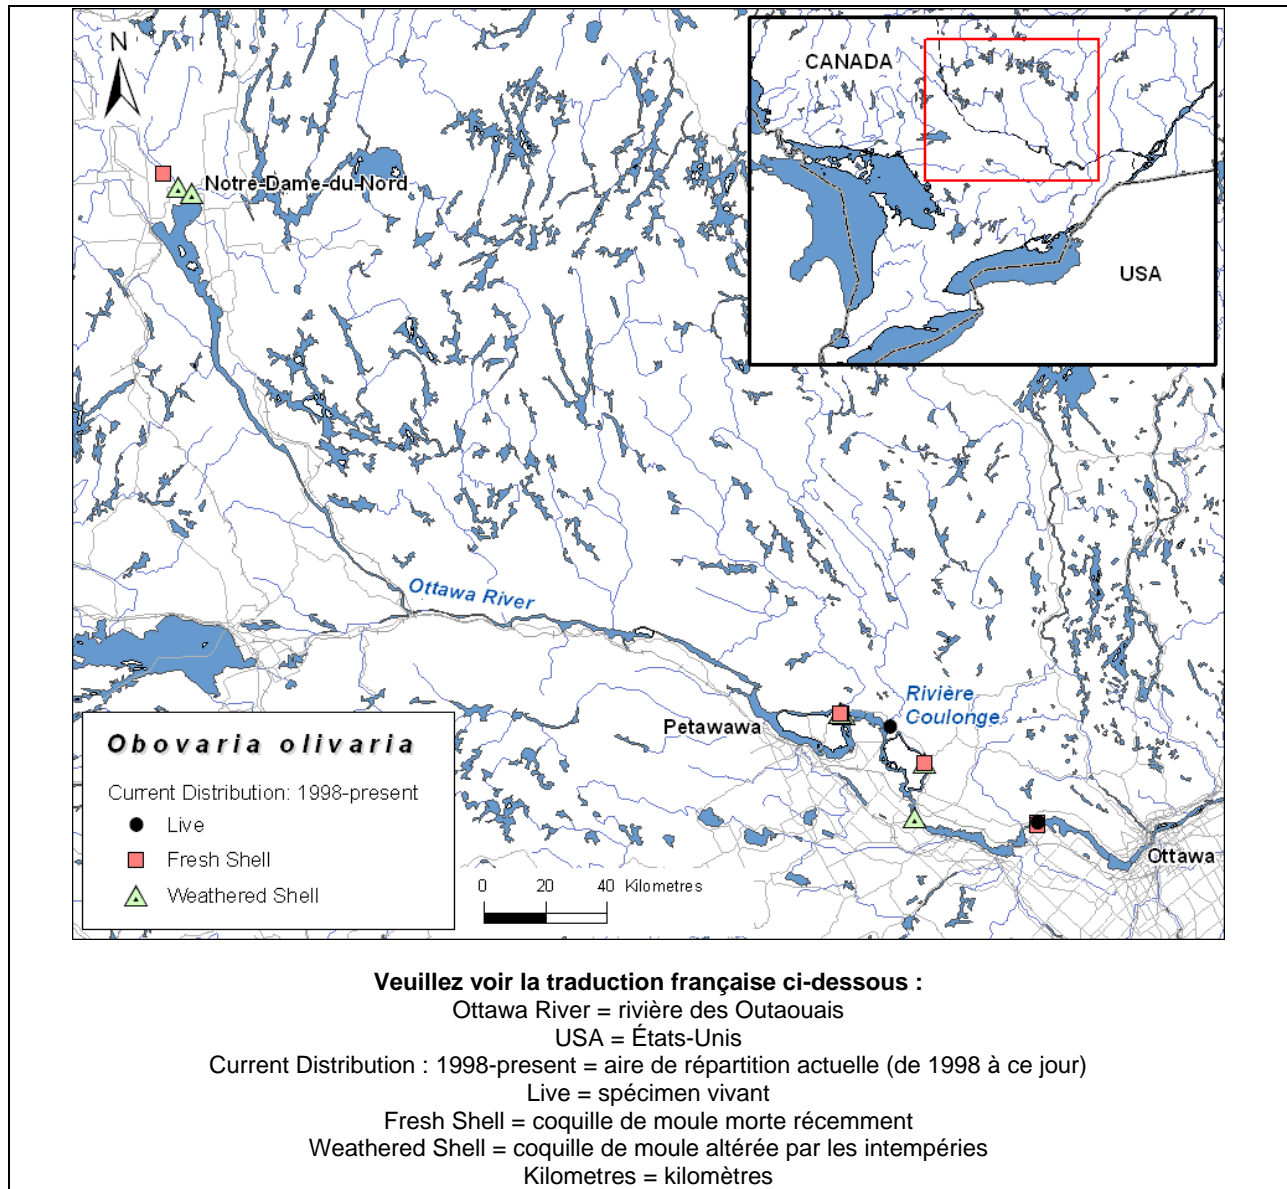 N
CANADA
USA
Notre-Dame-du-Nord
Ottawa River
Rivière
Coulonge
Petawawa
Ottawa
Obovaria olivaria
Current Distribution: 1998-present
Live
Fresh Shell
Weathered Shell
0 20 40 Kilometres
Veuillez voir la traduction française ci-dessous :
Ottawa River = rivière des Outaouais
USA = États-Unis
Current Distribution : 1998-present = aire de répartition actuelle (de 1998 à ce jour)
Live = spécimen vivant
Fresh Shell = coquille de moule morte récemment
Weathered Shell = coquille de moule altérée par les intempéries
Kilometres = kilomètres